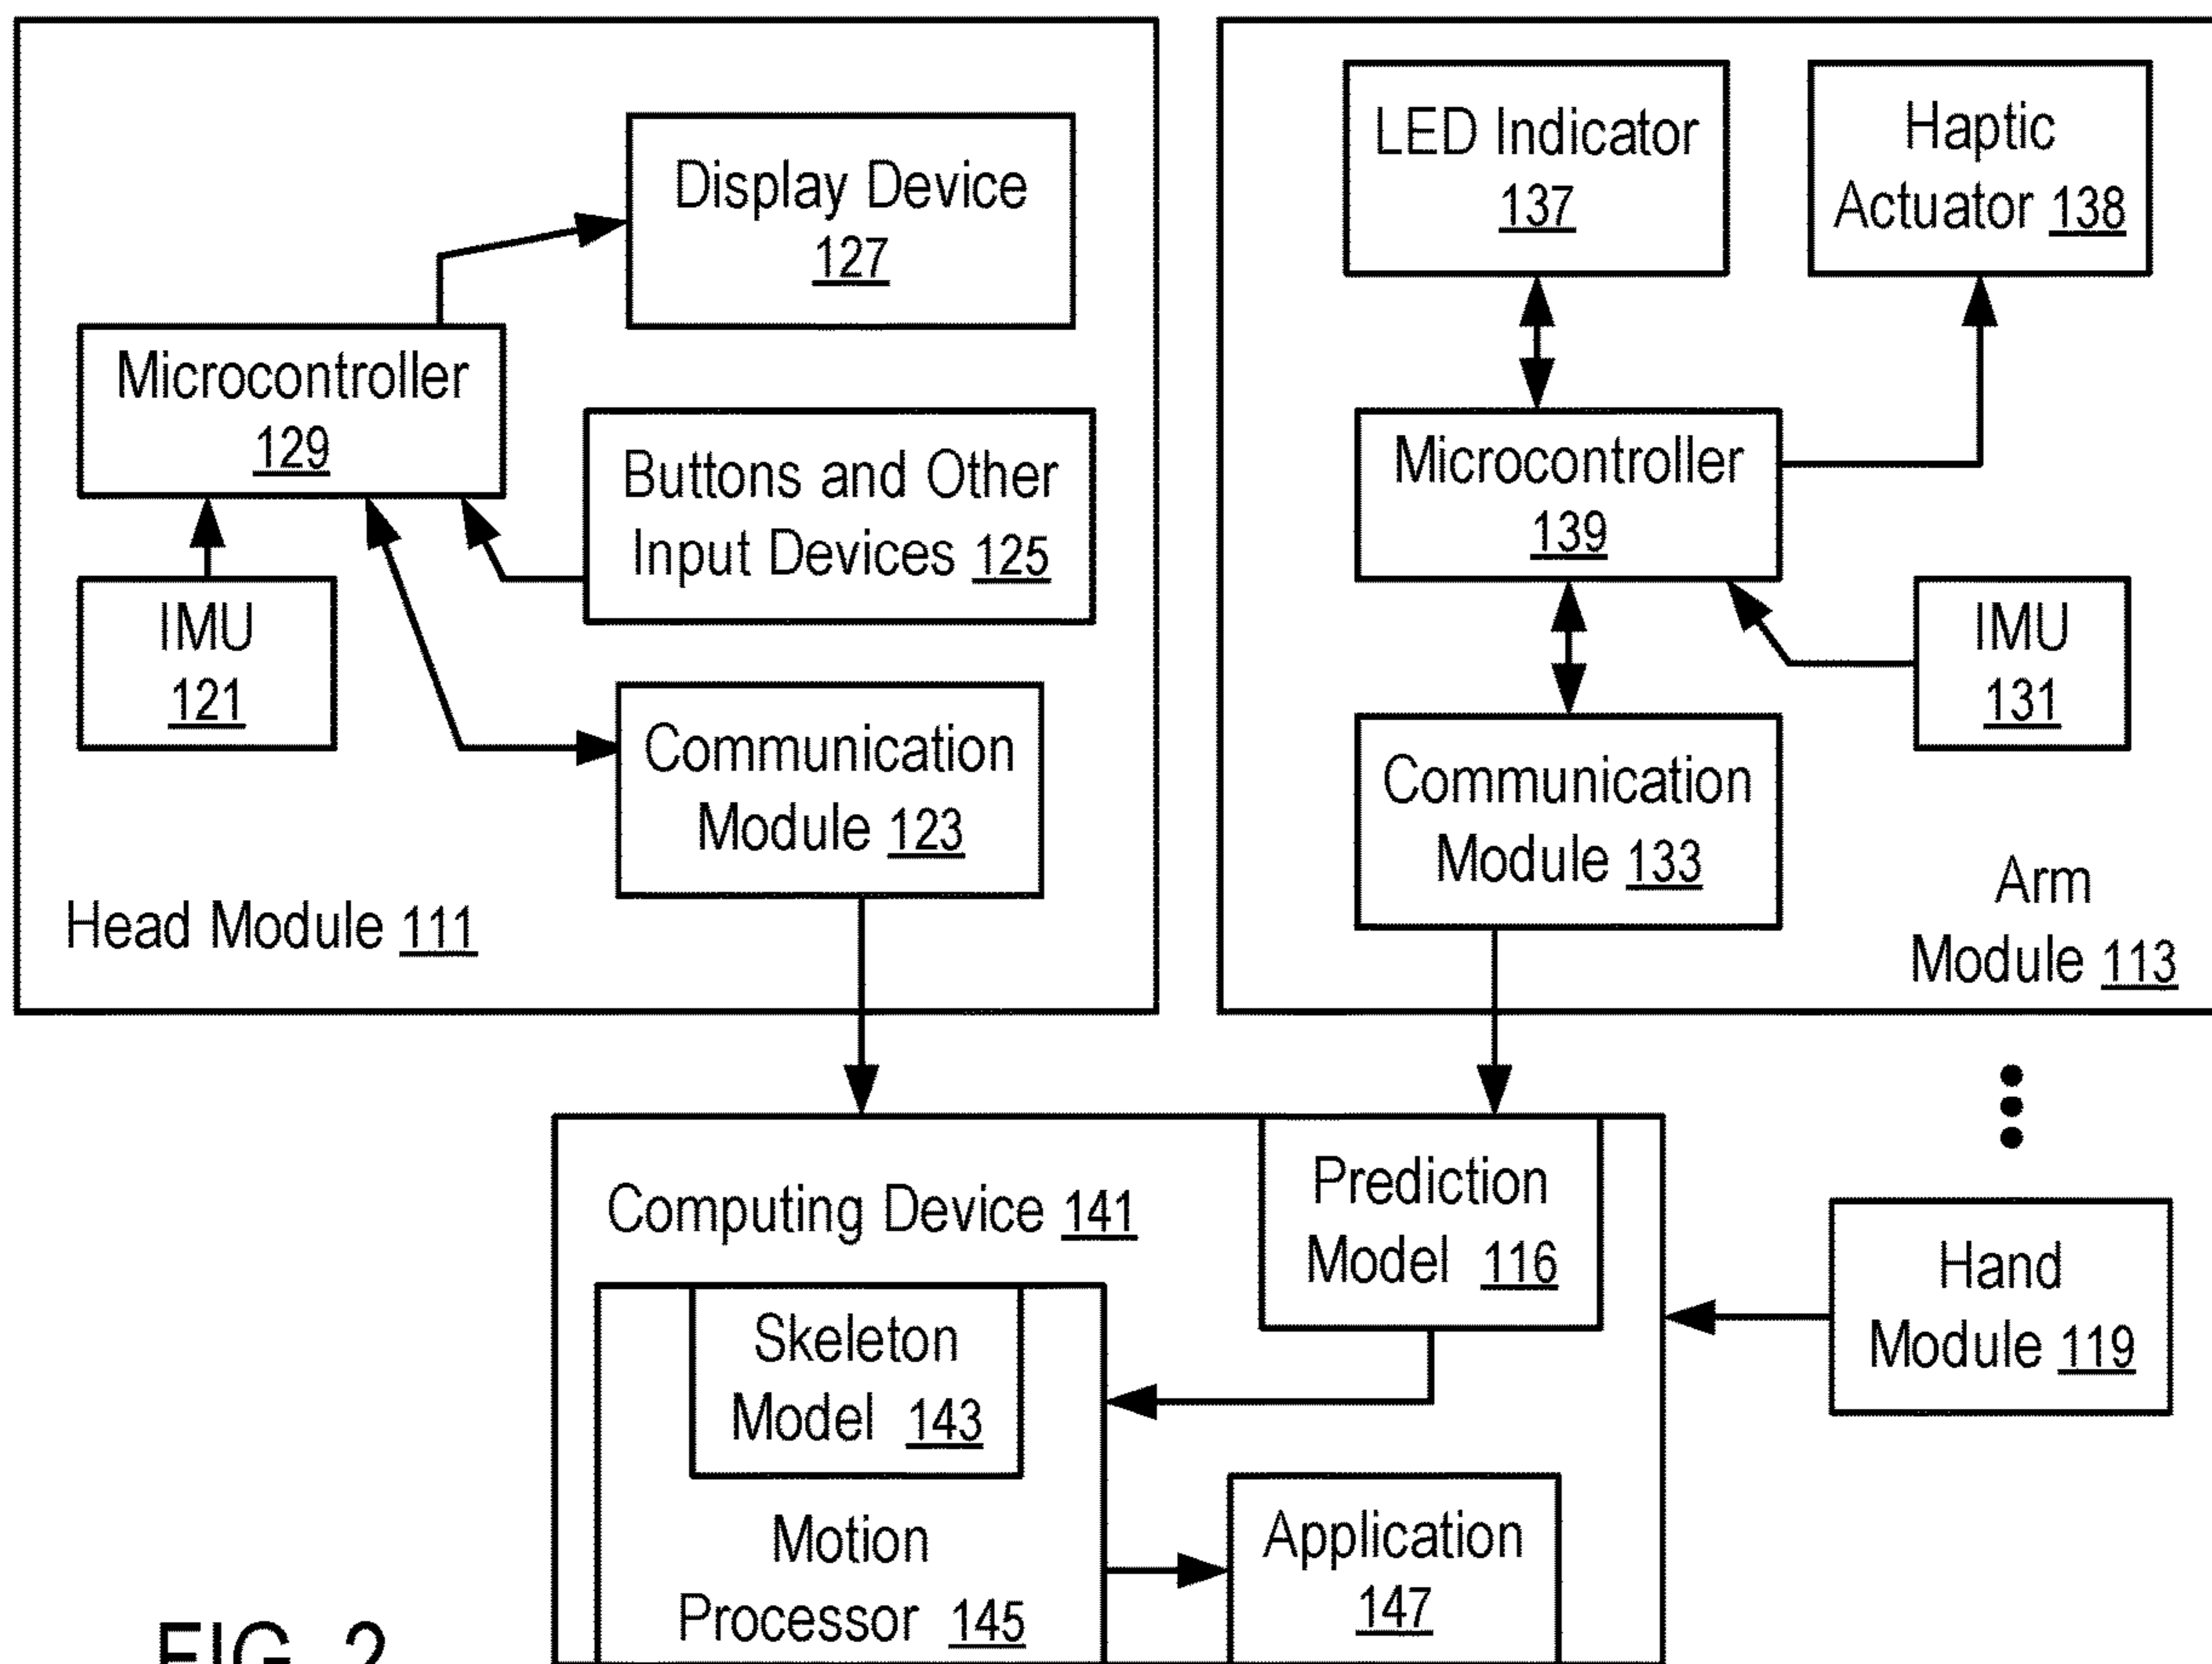 Display Device
127
Microcontroller
129
Buttons and Other
Input Devices 125
IMU
121
Communication
Module 123
Head Module 111
LED Indicator
137
Haptic
Actuator 138
Microcontroller
139
IMU
131
Communication
Module 133
Arm
Module 113
Computing Device 141
Prediction
Model 116
Skeleton
Model 143
Motion
Processor 145
Application
147
Hand
Module 119
FIG. 2